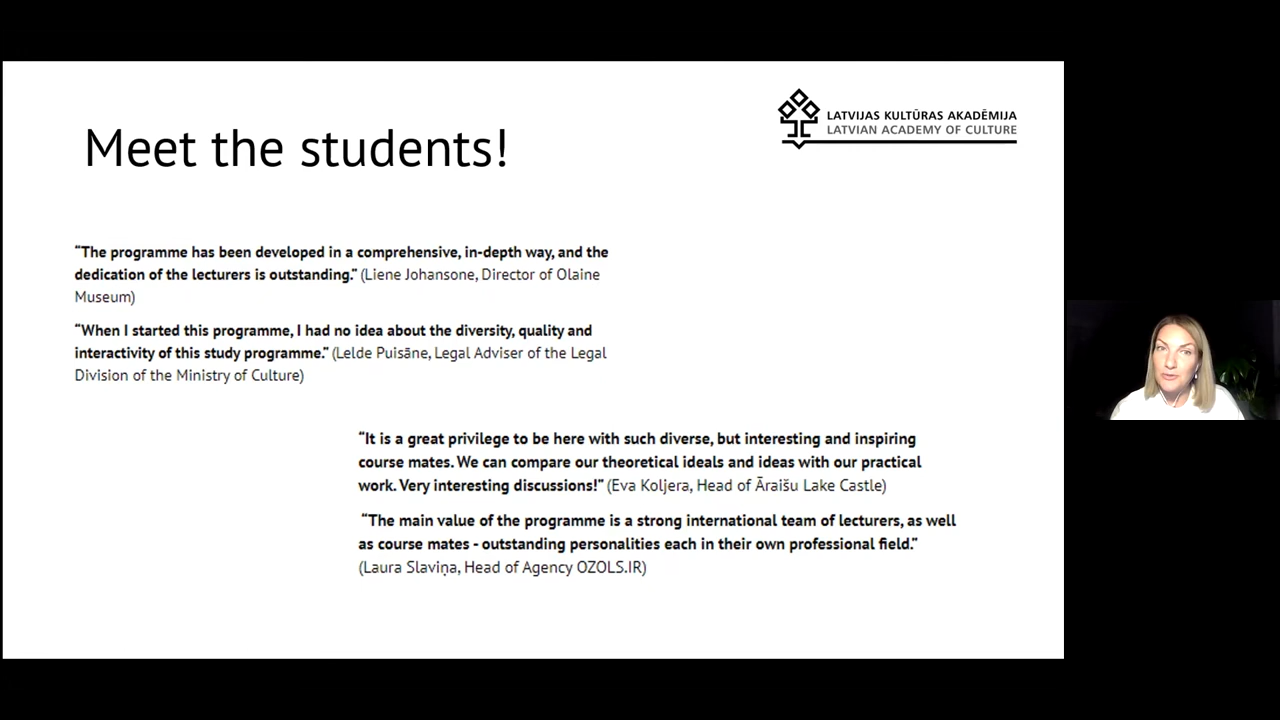 LATVIJAS KULTŪRAS AKADĒMIJA
LATVIAN ACADEMY OF CULTURE
Meet the students!
“The programme has been developed in a comprehensive, in-depth way, and the
dedication of the lecturers is outstanding.” (Liene Johansone, Director of Olaine
Museum)
“When I started this programme, I had no idea about the diversity, quality and
interactivity of this study programme.” (Lelde Puisāne, Legal Adviser of the Legal
Division of the Ministry of Culture)
“It is a great privilege to be here with such diverse, but interesting and inspiring
course mates. We can compare our theoretical ideals and ideas with our practical
work. Very interesting discussions!” (Eva Koljera, Head of Āraišu Lake Castle)
“The main value of the programme is a strong international team of lecturers, as well
as course mates - outstanding personalities each in their own professional field.”
(Laura Slaviņa, Head of Agency OZOLS.IR)